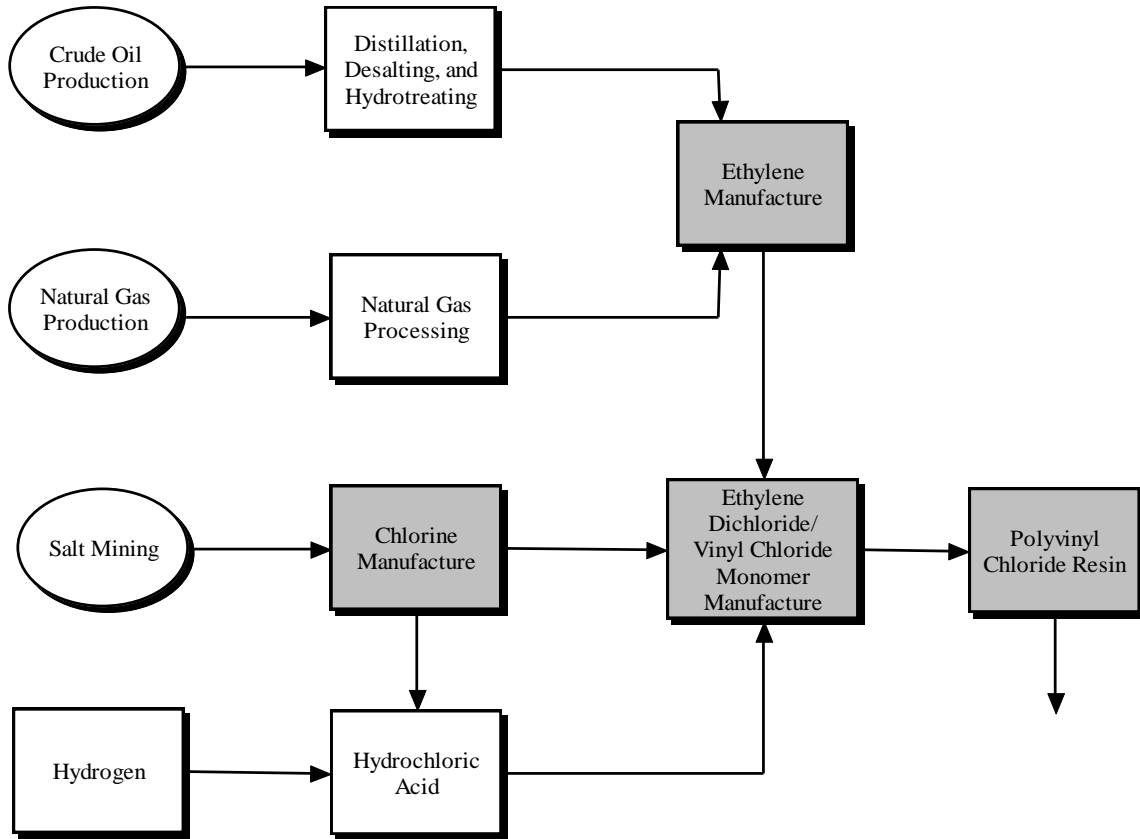 Crude Oil
Production
Distillation,
Desalting, and
Hydrotreating
Ethylene
Manufacture
Natural Gas
Production
Natural Gas
Processing
Salt Mining
Chlorine
Manufacture
Ethylene
Dichloride/
Vinyl Chloride
Monomer
Manufacture
Polyvinyl
Chloride Resin
Hydrogen
Hydrochloric
Acid